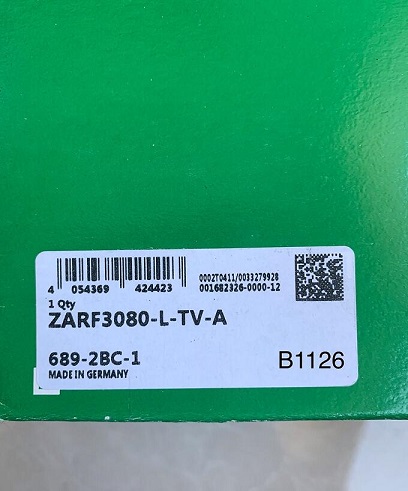 4 054369 424423
0002T0411/0033279928
001682326-0000-12
1 Qty
ZARF3080-L-TV-A
689-2BC-1
B1126
MADE IN GERMANY